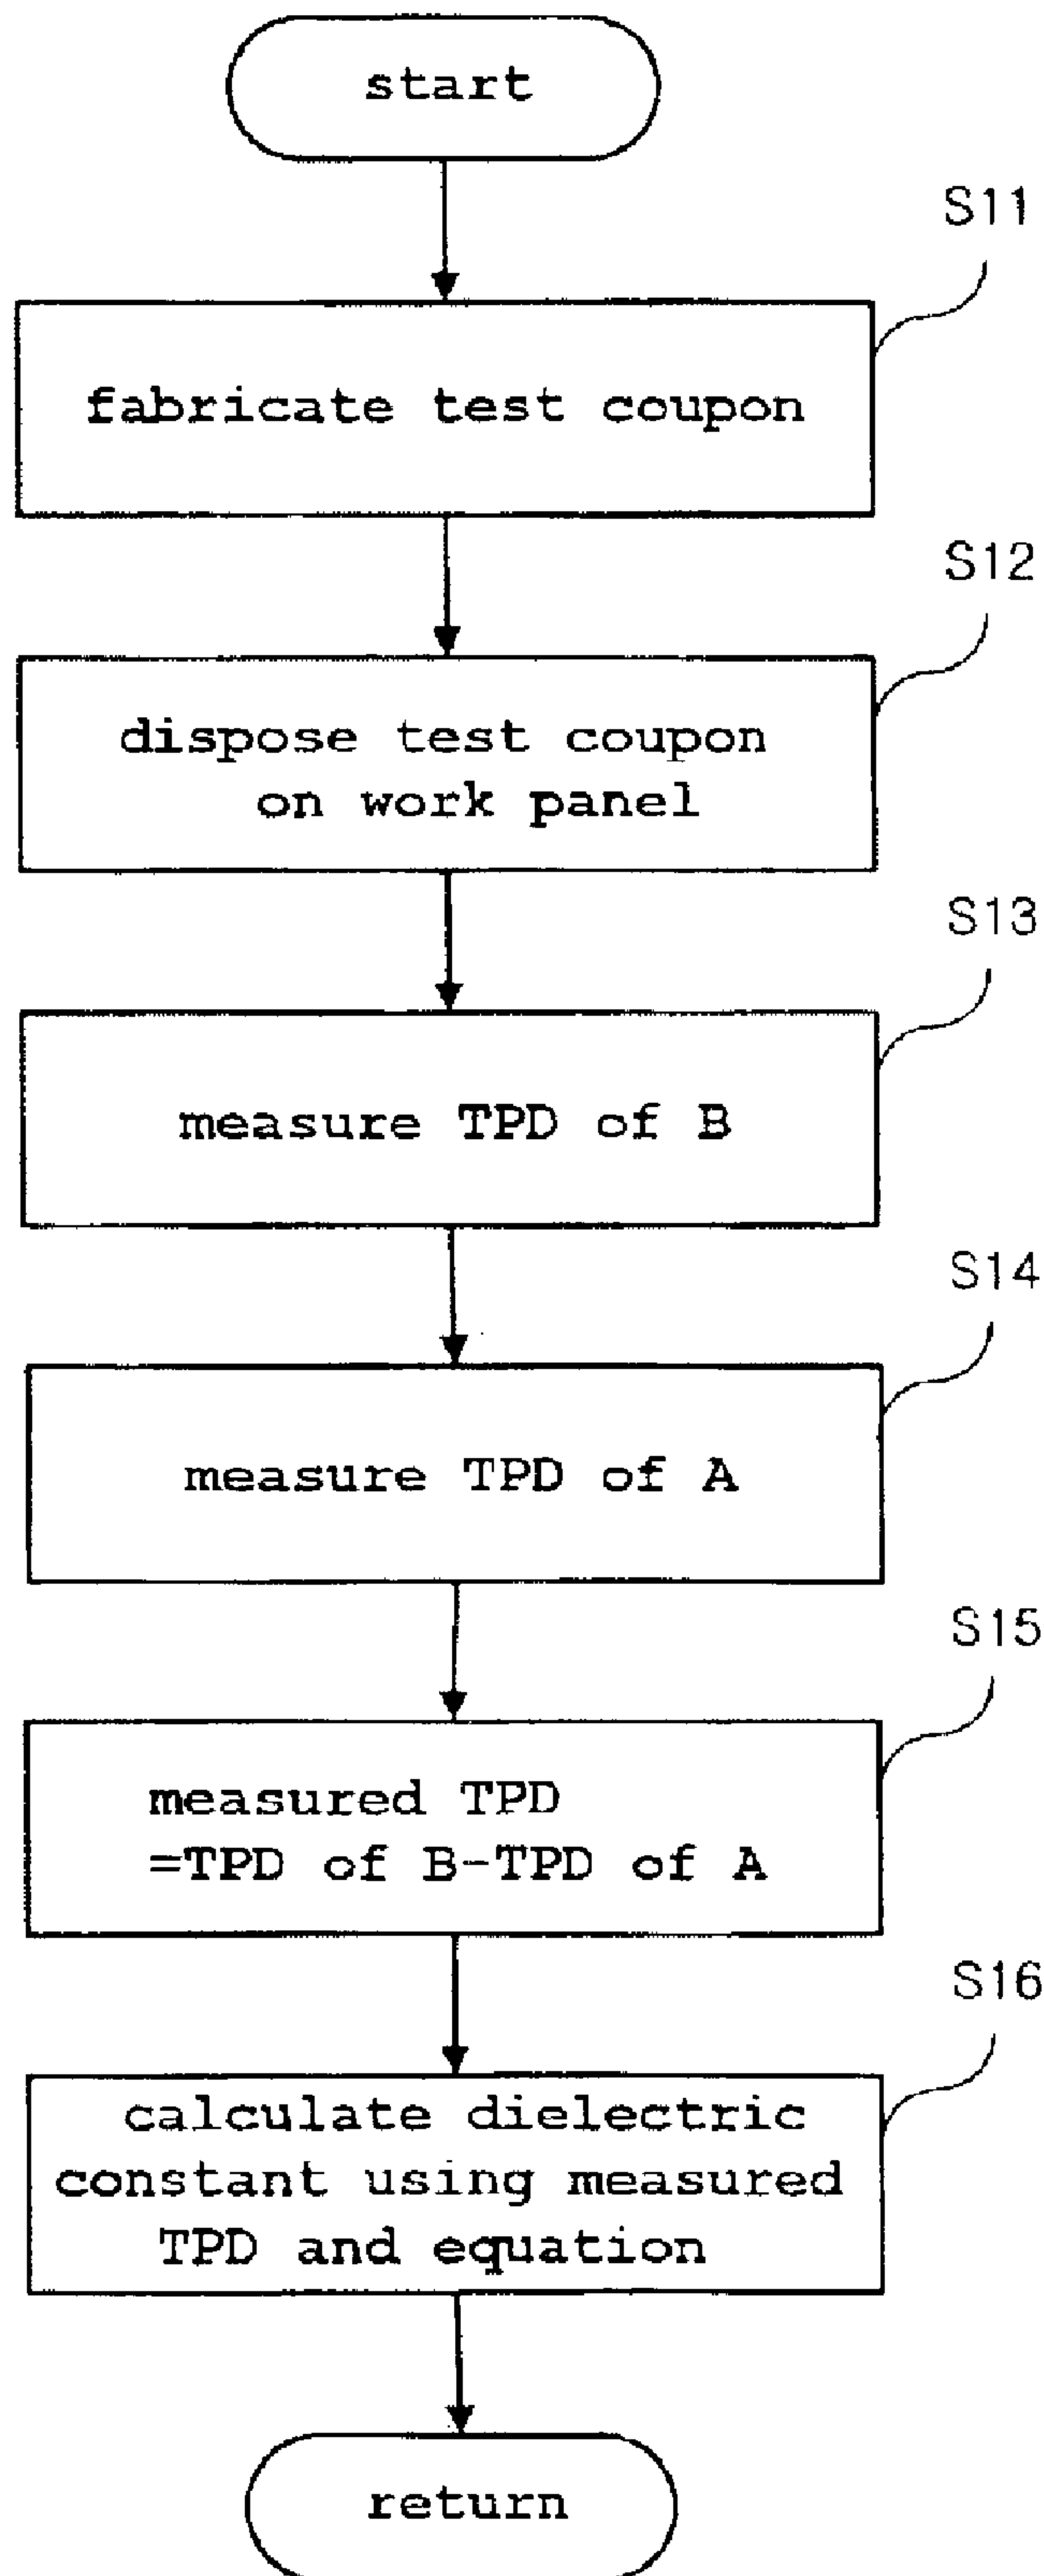 start
S11
fabricate test coupon
S12
dispose test coupon
on work panel
S13
measure TPD of B
S14
measure TPD of A
S15
measured TPD
=TPD of B-TPD of A
S16
calculate dielectric
constant using measured
TPD and equation
return